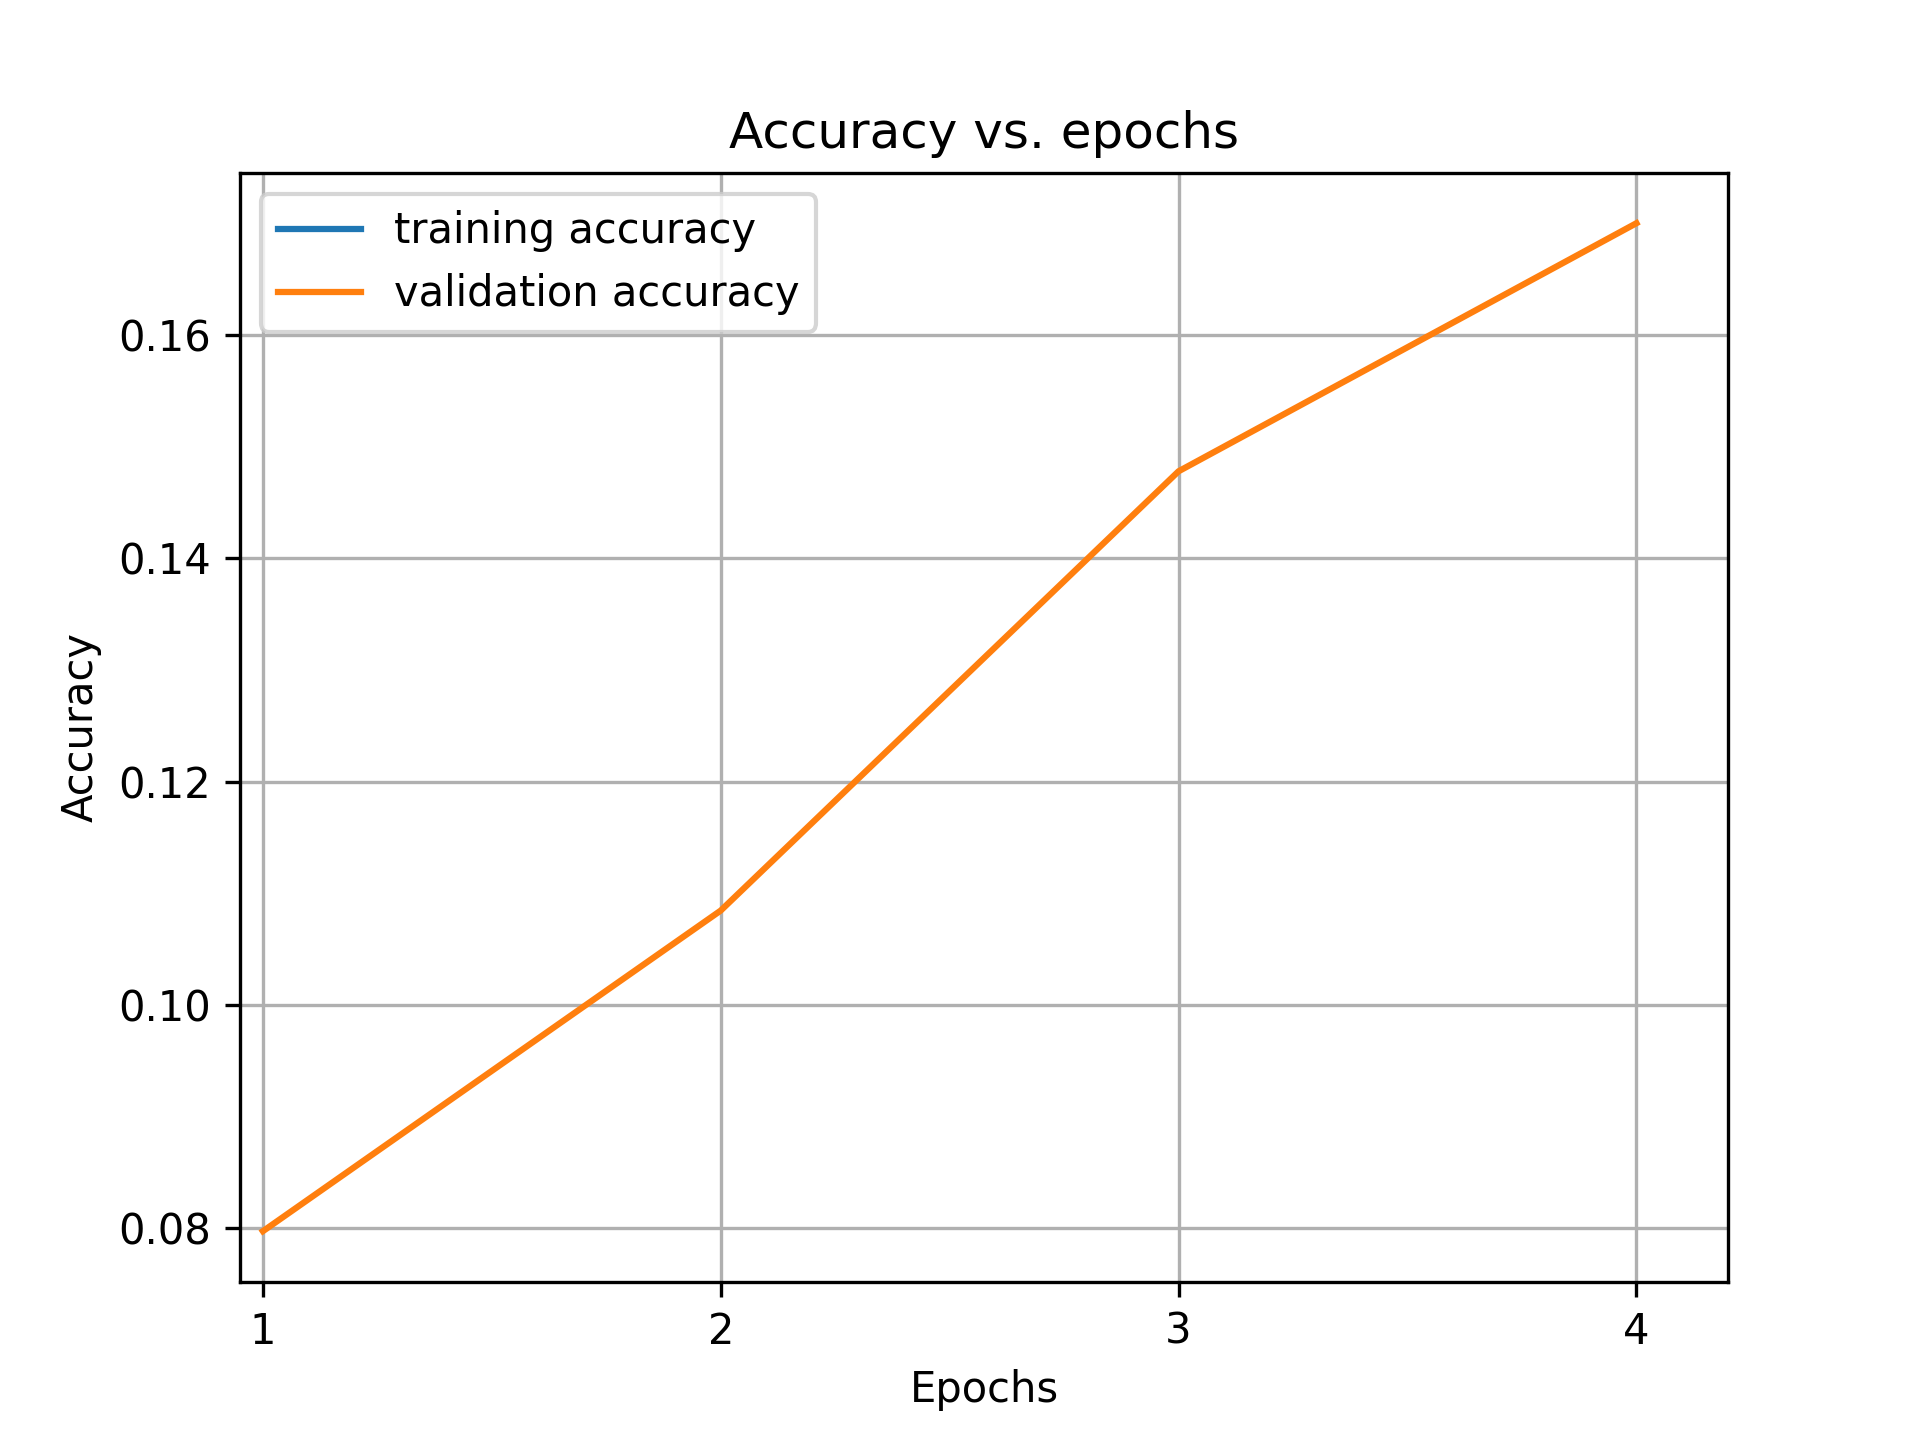 Accuracy vs. epochs
training accuracy
validation accuracy
0.16
0.14
0.12
0.10
0.08
Accuracy
1 2 3 4
Epochs